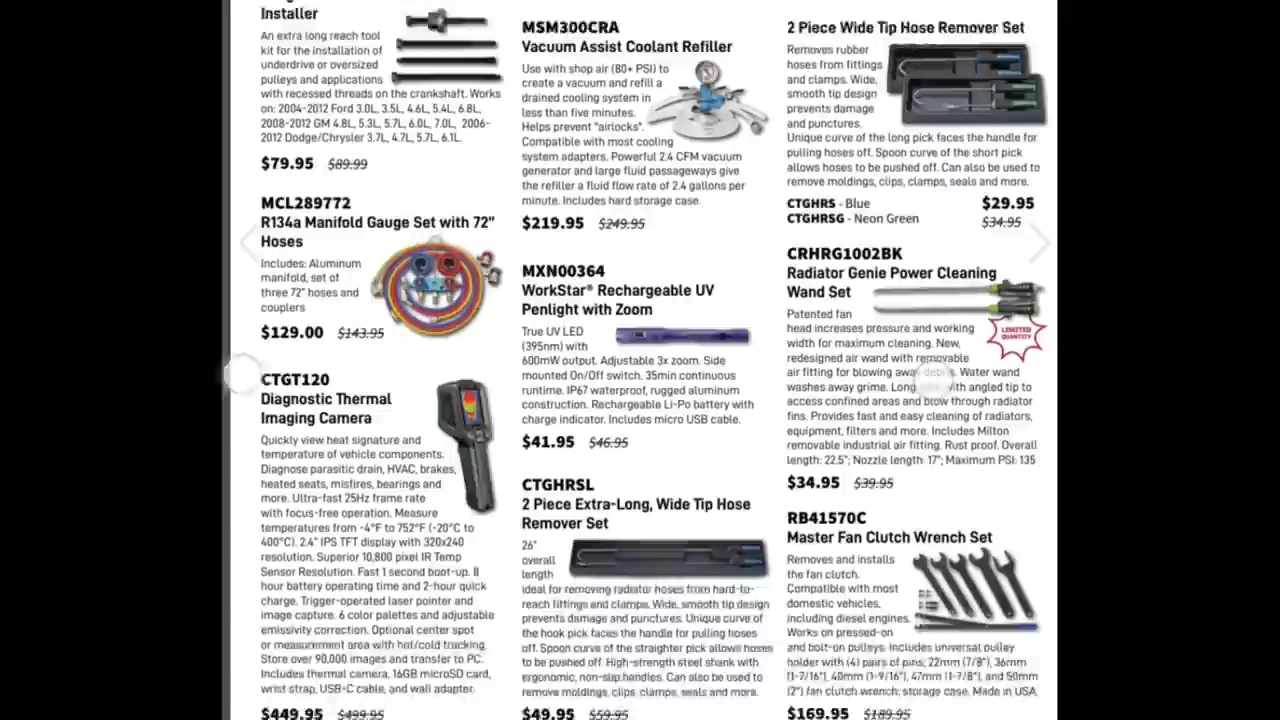 Installer
An extra long reach tool
kit for the installation of
underdrive or oversized
pulleys and applications
with recessed threads on the crankshaft. Works
on: 2004-2012 Ford 3.0L, 3.5L, 4.6L, 5.4L, 6.8L,
2008-2012 GM 4.8L, 5.3L, 5.7L, 6.0L, 7.0L, 2006-
2012 Dodge/Chrysler 3.7L, 4.7L, 5.7L, 6.1L.
$79.95 $89.99
MCL289772
R134a Manifold Gauge Set with 72"
Hoses
Includes: Aluminum
manifold, set of
three 72" hoses and
couplers
$129.00 $143.95
CTGT120
Diagnostic Thermal
Imaging Camera
Quickly view heat signature and
temperature of vehicle components.
Diagnose parasitic drain, HVAC, brakes,
heated seats, misfires, bearings and
more. Ultra-fast 25Hz frame rate
with focus-free operation. Measure
temperatures from -4°F to 752°F (-20°C to
400°C). 2.4" IPS TFT display with 320x240
resolution. Superior 10,800 pixel IR Temp
Sensor Resolution. Fast 1 second boot-up. 8
hour battery operating time and 2-hour quick
charge. Trigger-operated laser pointer and
image capture. 6 color palettes and adjustable
emissivity correction. Optional center spot
or measurement area with hot/cold tracking.
Store over 90,000 images and transfer to PC.
Includes thermal camera, 16GB microSD card,
wrist strap, USB-C cable, and wall adapter.
$449.95 $499.95
MSM300CRA
Vacuum Assist Coolant Refiller
Use with shop air (80+ PSI) to
create a vacuum and refill a
drained cooling system in
less than five minutes.
Helps prevent "airlocks".
Compatible with most cooling
system adapters. Powerful 2.4 CFM vacuum
generator and large fluid passageways give
the refiller a fluid flow rate of 2.4 gallons per
minute. Includes hard storage case.
$219.95 $249.95
MXN00364
WorkStar® Rechargeable UV
Penlight with Zoom
True UV LED
(395nm) with
600mW output. Adjustable 3x zoom. Side
mounted On/Off switch. 35min continuous
runtime. IP67 waterproof, rugged aluminum
construction. Rechargeable Li-Po battery with
charge indicator. Includes micro USB cable.
$41.95 $46.95
CTGHRSL
2 Piece Extra-Long, Wide Tip Hose
Remover Set
26"
overall
length
ideal for removing radiator hoses from hard-to-
reach fittings and clamps. Wide, smooth tip design
prevents damage and punctures. Unique curve of
the hook pick faces the handle for pulling hoses
off. Spoon curve of the straighter pick allows hoses
to be pushed off. High-strength steel shank with
ergonomic, non-slip handles. Can also be used to
remove moldings, clips, clamps, seals and more.
$49.95 $59.95
2 Piece Wide Tip Hose Remover Set
Removes rubber
hoses from fittings
and clamps. Wide,
smooth tip design
prevents damage
and punctures.
Unique curve of the long pick faces the handle for
pulling hoses off. Spoon curve of the short pick
allows hoses to be pushed off. Can also be used to
remove moldings, clips, clamps, seals and more.
CTGHRS - Blue $29.95
CTGHRSG - Neon Green $34.95
CRHRG1002BK
Radiator Genie Power Cleaning
Wand Set
Patented fan
head increases pressure and working
width for maximum cleaning. New,
redesigned air wand with removable
air fitting for blowing away debris. Water wand
washes away grime. Long with angled tip to
access confined areas and blow through radiator
fins. Provides fast and easy cleaning of radiators,
equipment, filters and more. Includes Milton
removable industrial air fitting. Rust proof. Overall
length: 22.5"; Nozzle length: 17"; Maximum PSI: 135
LIMITED
QUANTITY
$34.95 $39.95
RB41570C
Master Fan Clutch Wrench Set
Removes and installs
the fan clutch.
Compatible with most
domestic vehicles,
including diesel engines.
Works on pressed-on
and bolt-on pulleys. Includes universal pulley
holder with (4) pairs of pins; 22mm (7/8"), 36mm
(1-7/16"), 40mm (1-9/16"), 47mm (1-7/8") and 50mm
(2") fan clutch wrench; storage case. Made in USA.
$169.95 $189.95